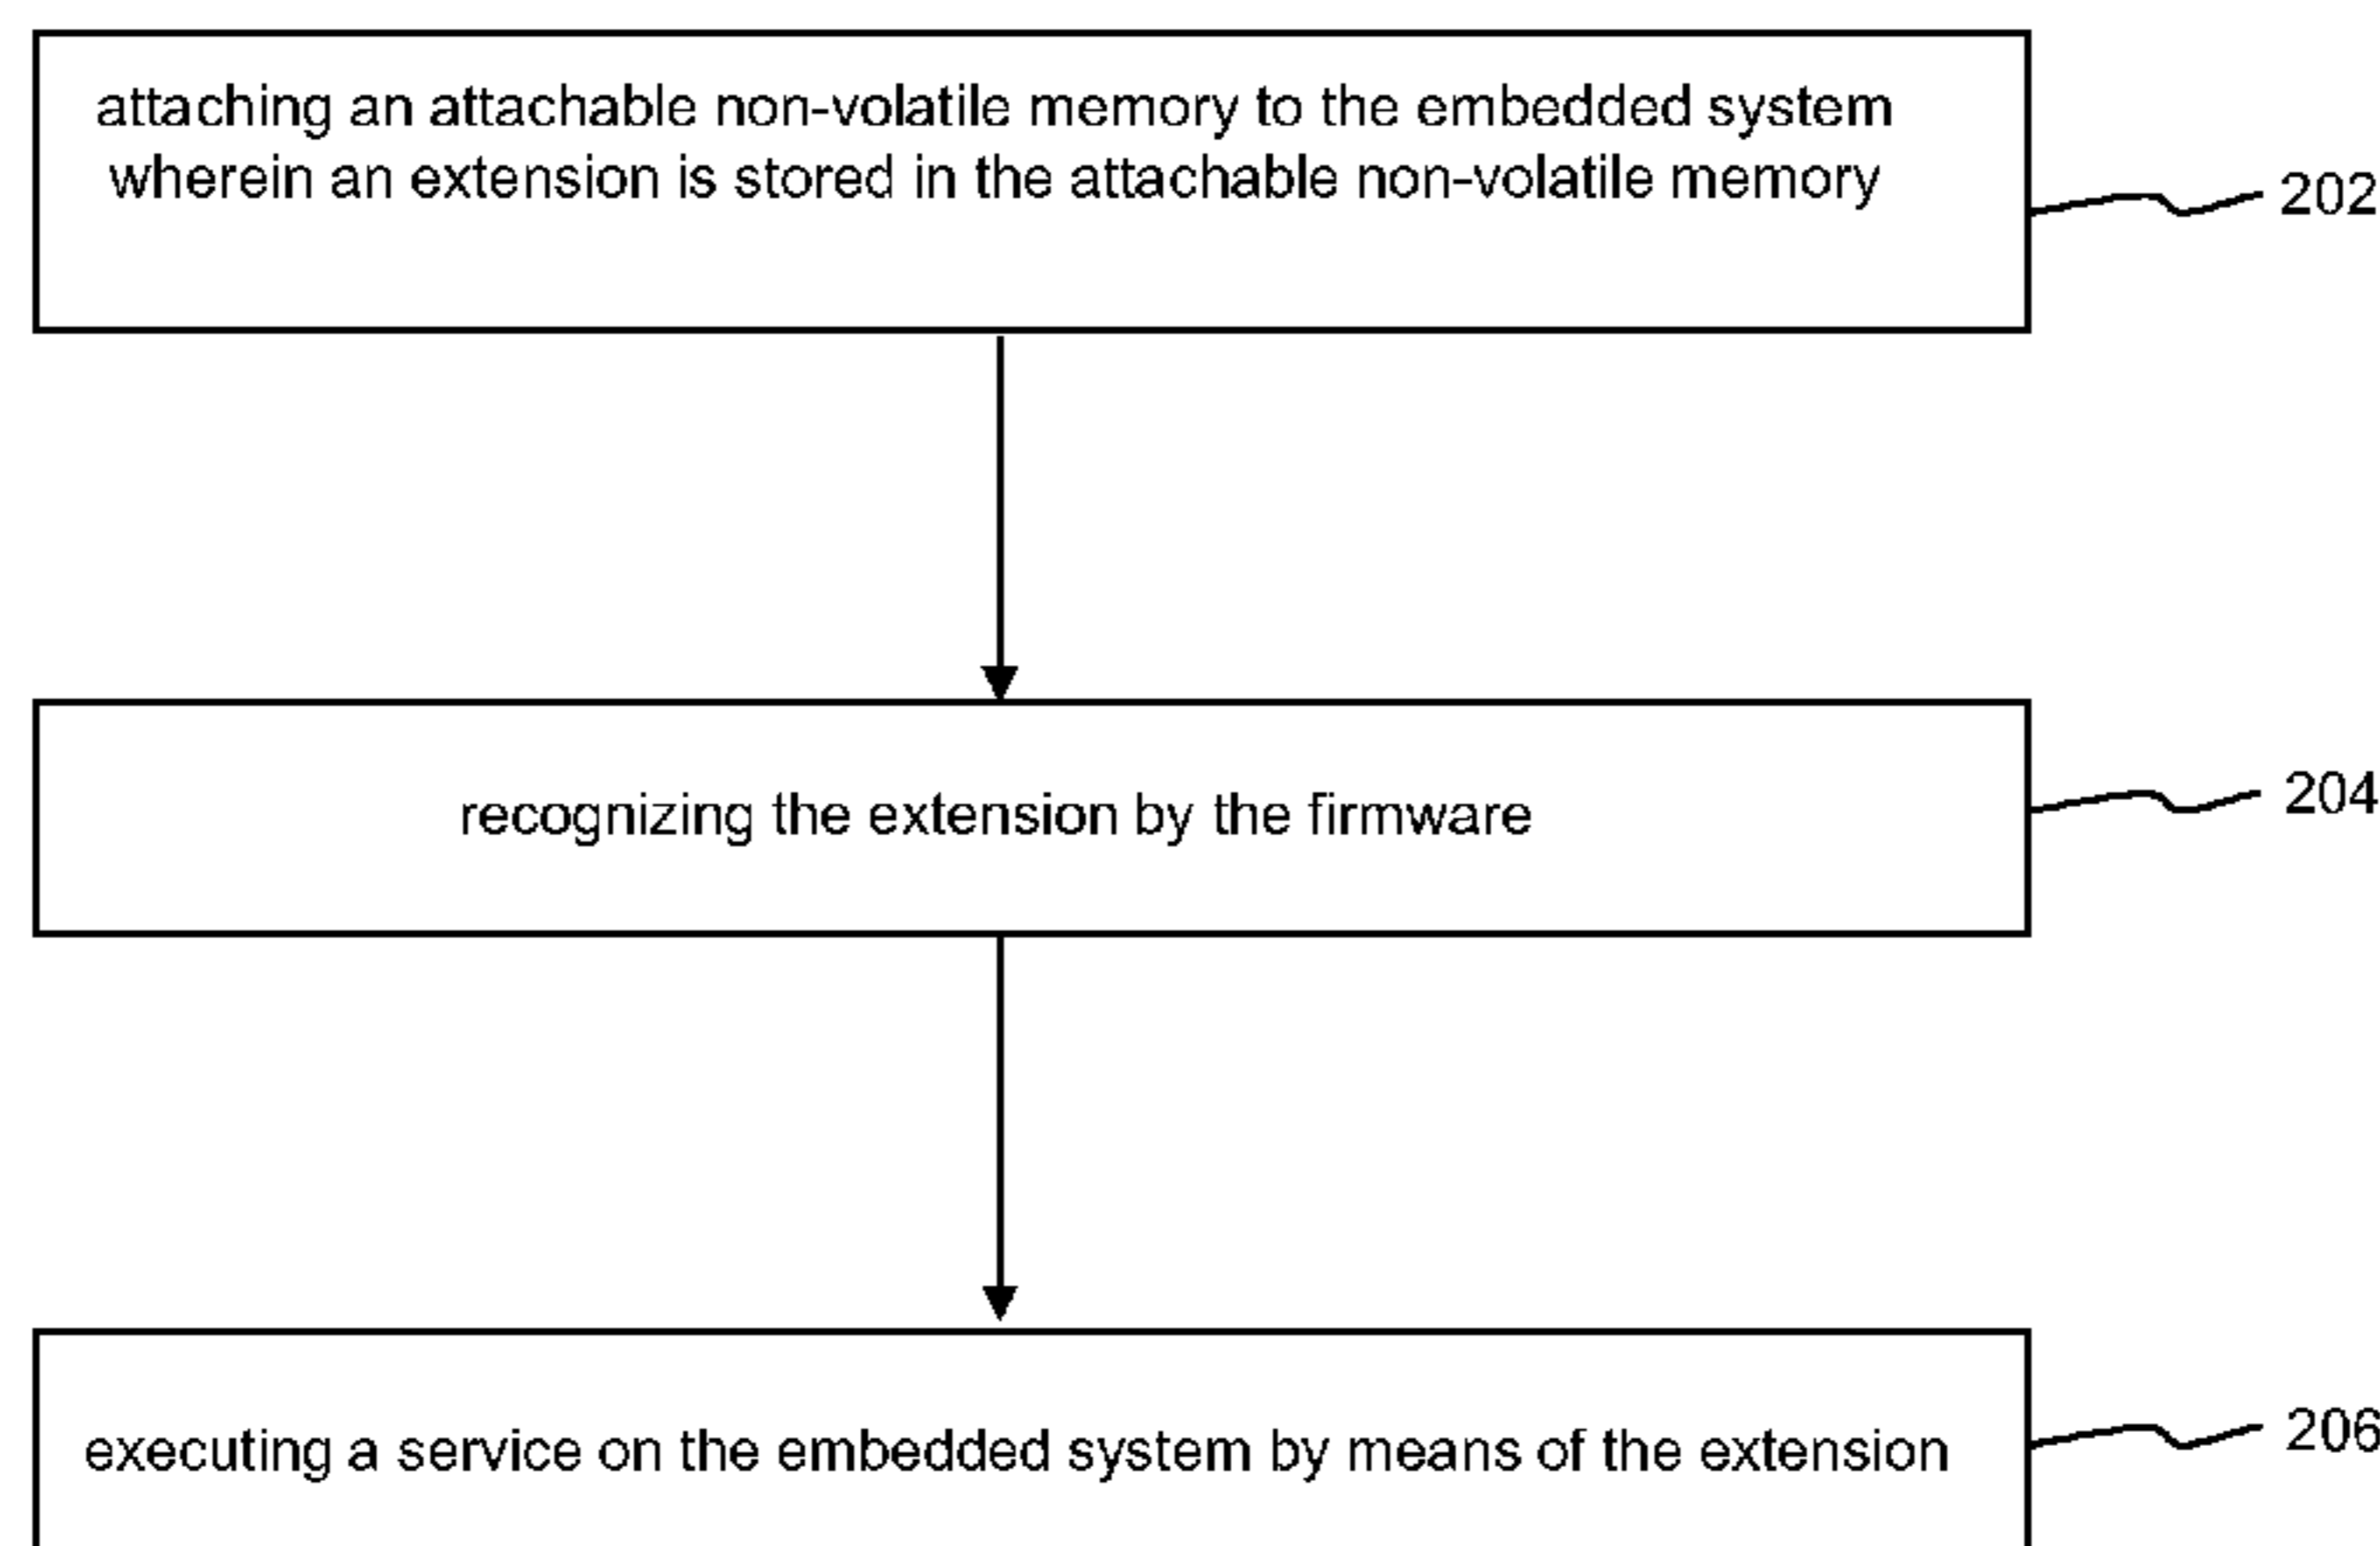 attaching an attachable non-volatile memory to the embedded system
wherein an extension is stored in the attachable non-volatile memory
202
recognizing the extension by the firmware
204
executing a service on the embedded system by means of the extension
206